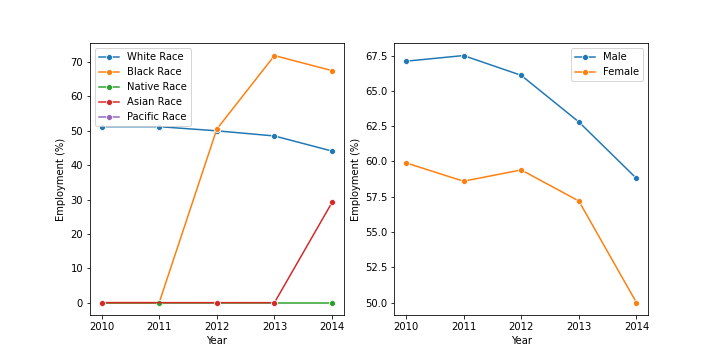 White Race
Black Race
Native Race
Asian Race
Pacific Race
70
60
50
40
30
20
10
0
Employment (%)
2010 2011 2012 2013 2014
Year
Male
Female
67.5
65.0
62.5
60.0
57.5
55.0
52.5
50.0
Employment (%)
2010 2011 2012 2013 2014
Year